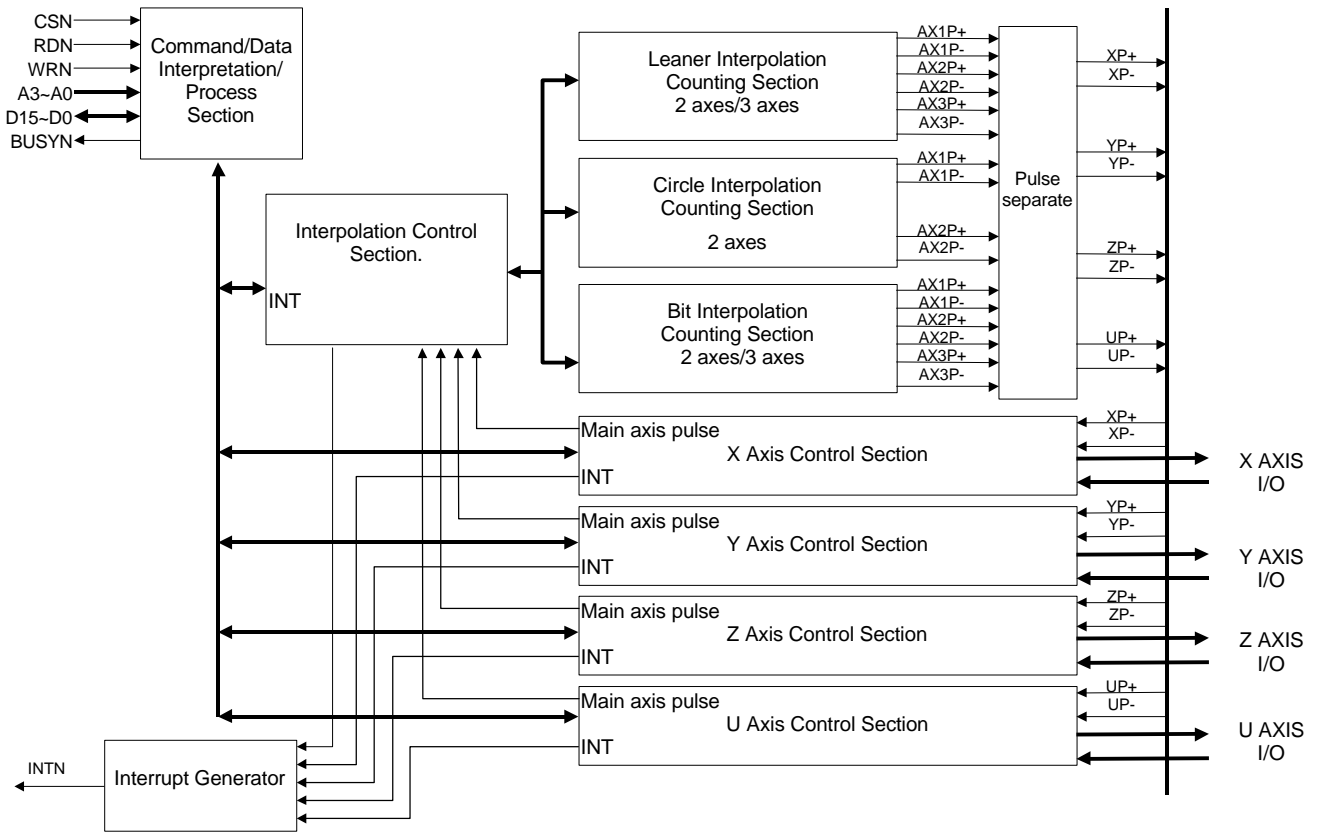 CSN
RDN
WRN
A3~A0
D15~D0
BUSYN
Command/Data
Interpretation/
Process
Section
Interpolation Control
Section.
INT
Leaner Interpolation
Counting Section
2 axes/3 axes
AX1P+
AX1P-
AX2P+
AX2P-
AX3P+
AX3P-
Circle Interpolation
Counting Section
2 axes
AX1P+
AX1P-
AX2P+
AX2P-
Bit Interpolation
Counting Section
2 axes/3 axes
AX1P+
AX1P-
AX2P+
AX2P-
AX3P+
AX3P-
Pulse
separate
XP+
XP-
YP+
YP-
ZP+
ZP-
UP+
UP-
Main axis pulse
X Axis Control Section
INT
XP+
XP-
X AXIS
I/O
Main axis pulse
Y Axis Control Section
INT
YP+
YP-
Y AXIS
I/O
Main axis pulse
Z Axis Control Section
INT
ZP+
ZP-
Z AXIS
I/O
Main axis pulse
U Axis Control Section
INT
UP+
UP-
U AXIS
I/O
INTN
Interrupt Generator